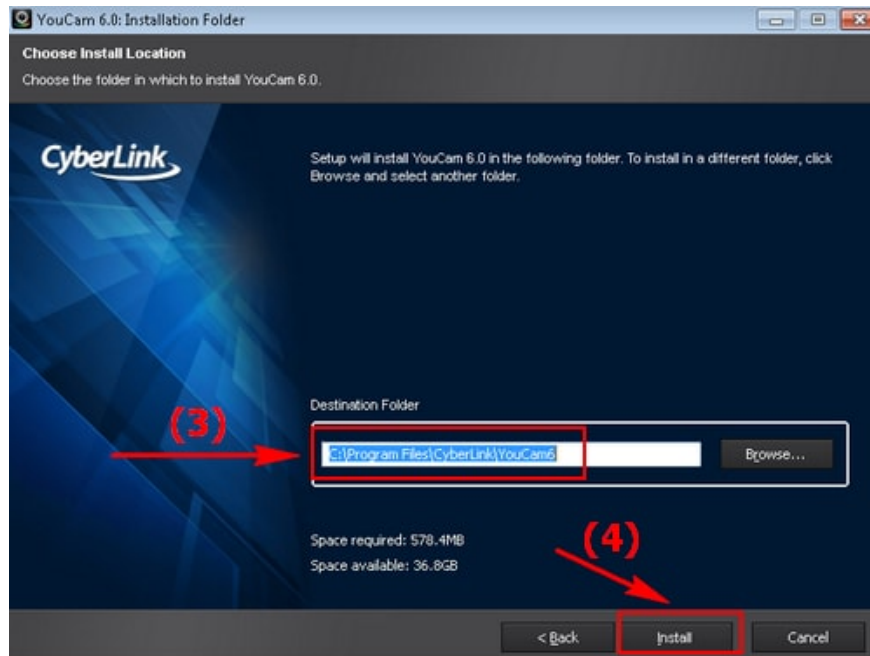 YouCam 6.0: Installation Folder
Choose Install Location
Choose the folder in which to install YouCam 6.0.
CyberLink
Setup will install YouCam 6.0 in the following folder. To install in a different folder, click
Browse and select another folder.
Destination Folder
(3)
C:\Program Files\CyberLink\YouCam6
Browse...
Space required: 578.4MB
(4)
Space available: 36.8GB
< Back
Install
Cancel